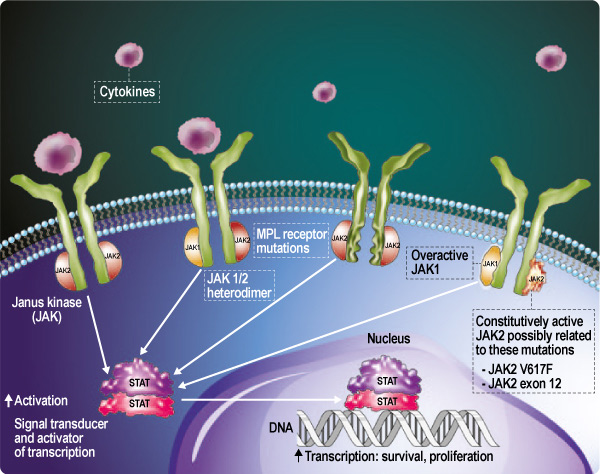 Cytokines
JAK2
JAK2
JAK1
JAK2
MPL receptor
mutations
JAK2
JAK2
Overactive
JAK1
JAK1
JAK2
Janus kinase
(JAK)
JAK 1/2
heterodimer
Constitutively active
JAK2 possibly related
to these mutations
- JAK2 V617F
- JAK2 exon 12
Nucleus
STAT
STAT
STAT
STAT
Activation
Signal transducer
and activator
of transcription
DNA
Transcription: survival, proliferation